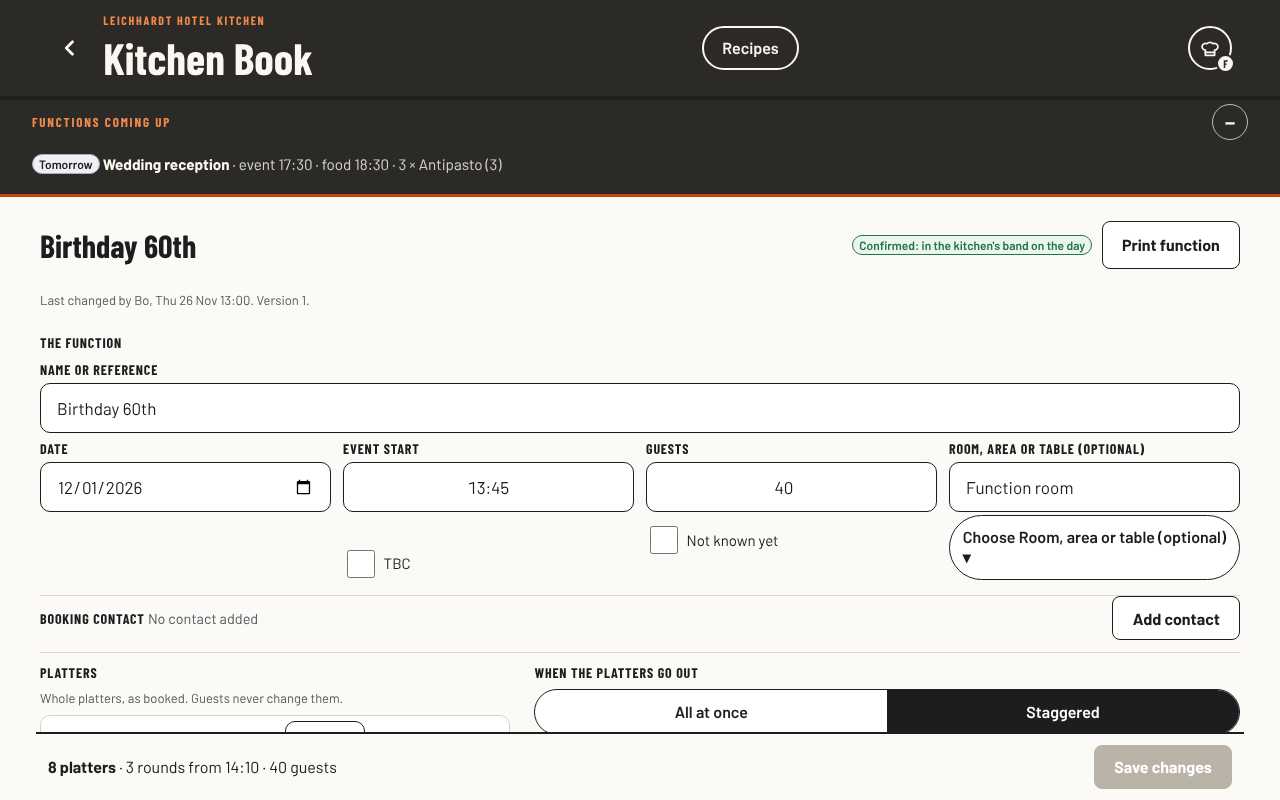 LEICHHARDT HOTEL KITCHEN
Kitchen Book
Recipes
F
FUNCTIONS COMING UP
–
Tomorrow Wedding reception · event 17:30 · food 18:30 · 3 × Antipasto (3)
Birthday 60th
Confirmed: in the kitchen's band on the day
Print function
Last changed by Bo, Thu 26 Nov 13:00. Version 1.
THE FUNCTION
NAME OR REFERENCE
Birthday 60th
DATE
EVENT START
GUESTS
ROOM, AREA OR TABLE (OPTIONAL)
12/01/2026
13:45
40
Function room
Not known yet
Choose Room, area or table (optional)
▼
TBC
BOOKING CONTACT No contact added
Add contact
PLATTERS
WHEN THE PLATTERS GO OUT
Whole platters, as booked. Guests never change them.
All at once
Staggered
8 platters · 3 rounds from 14:10 · 40 guests
Save changes